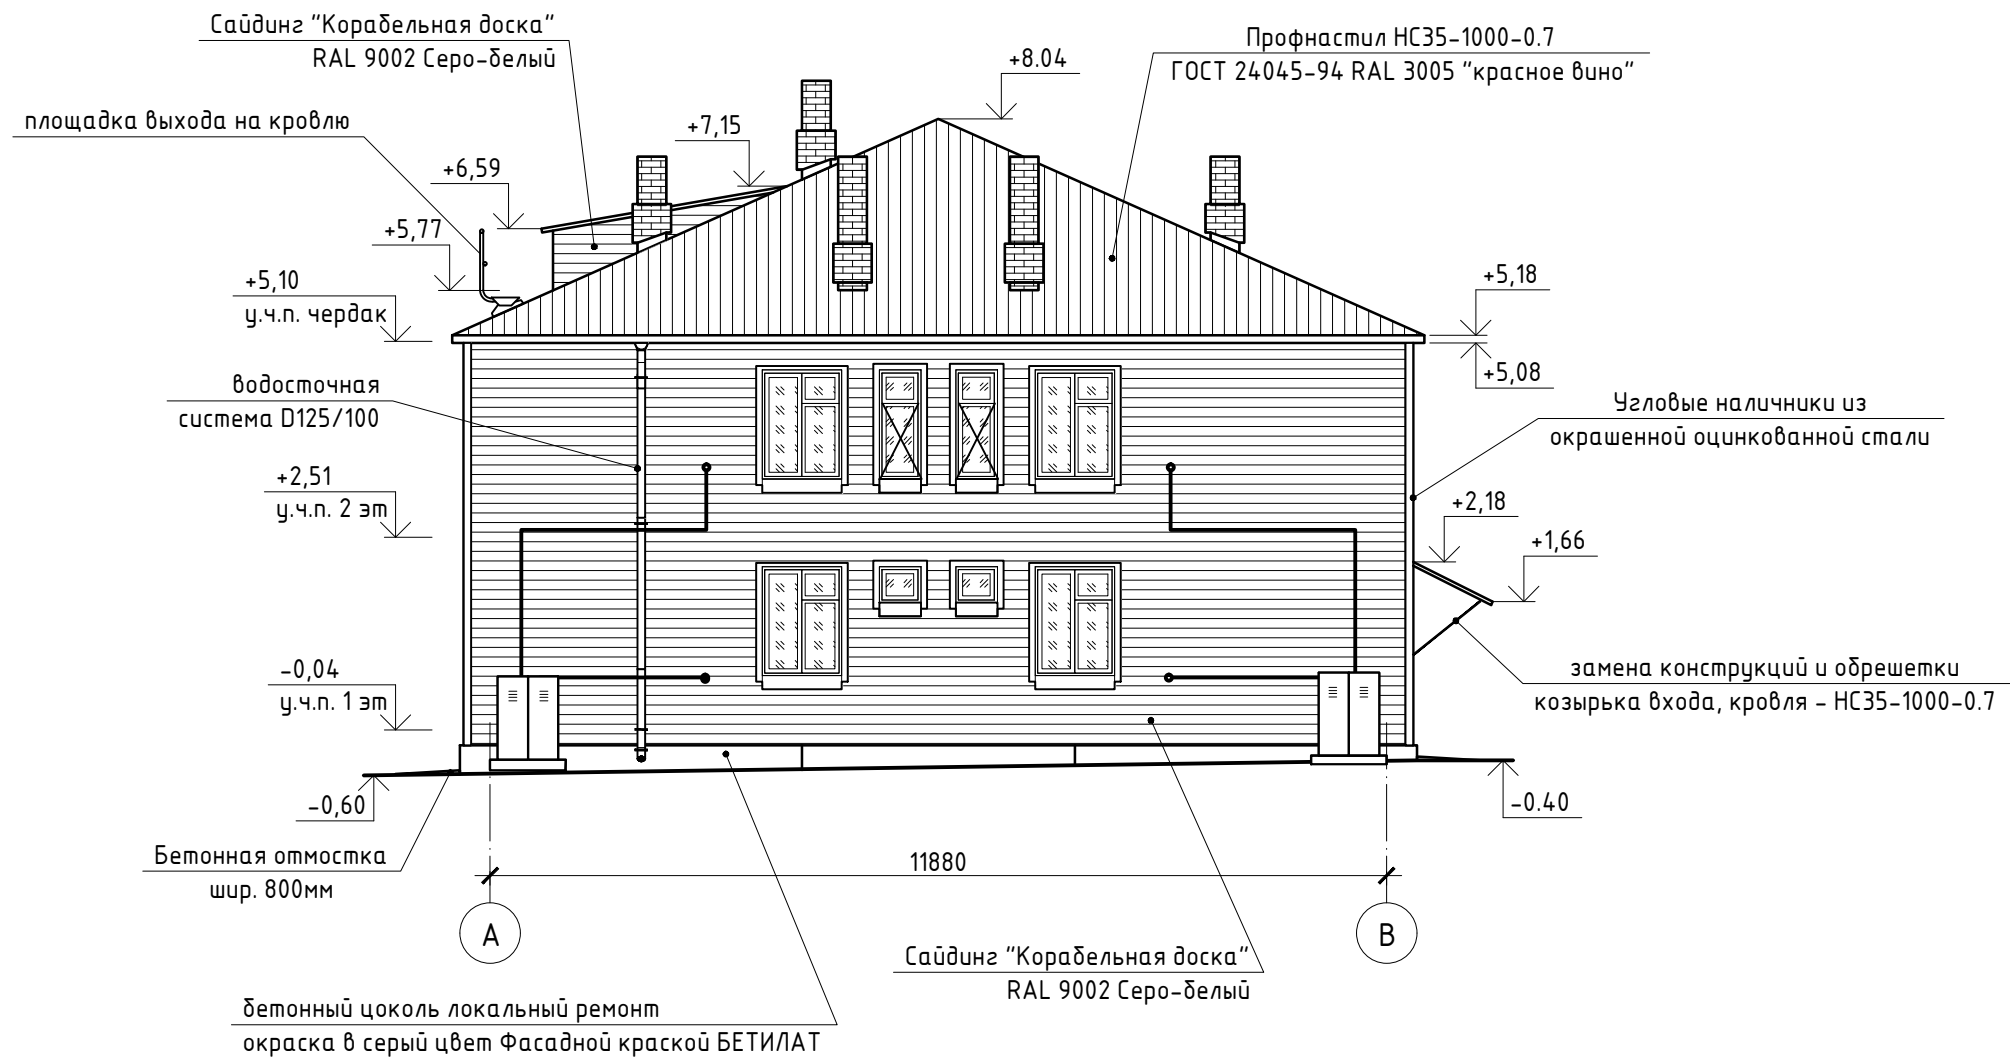 Сайдинг "Корабельная доска"
RAL 9002 Серо-белый
Профнастил НС35-1000-0.7
ГОСТ 24045-94 RAL 3005 "красное вино"
+8.04
площадка выхода на кровлю
+7,15
+6,59
+5,77
+5,10
у.ч.п. чердак
+5,18
+5,08
водосточная
система D125/100
Угловые наличники из
окрашенной оцинкованной стали
+2,51
у.ч.п. 2 эт
+2,18
+1,66
-0,04
у.ч.п. 1 эт
замена конструкций и обрешетки
козырька входа, кровля - НС35-1000-0.7
-0,60
-0.40
Бетонная отмостка
шир. 800мм
11880
А
В
Сайдинг "Корабельная доска"
RAL 9002 Серо-белый
бетонный цоколь локальный ремонт
окраска в серый цвет Фасадной краской БЕТИЛАТ